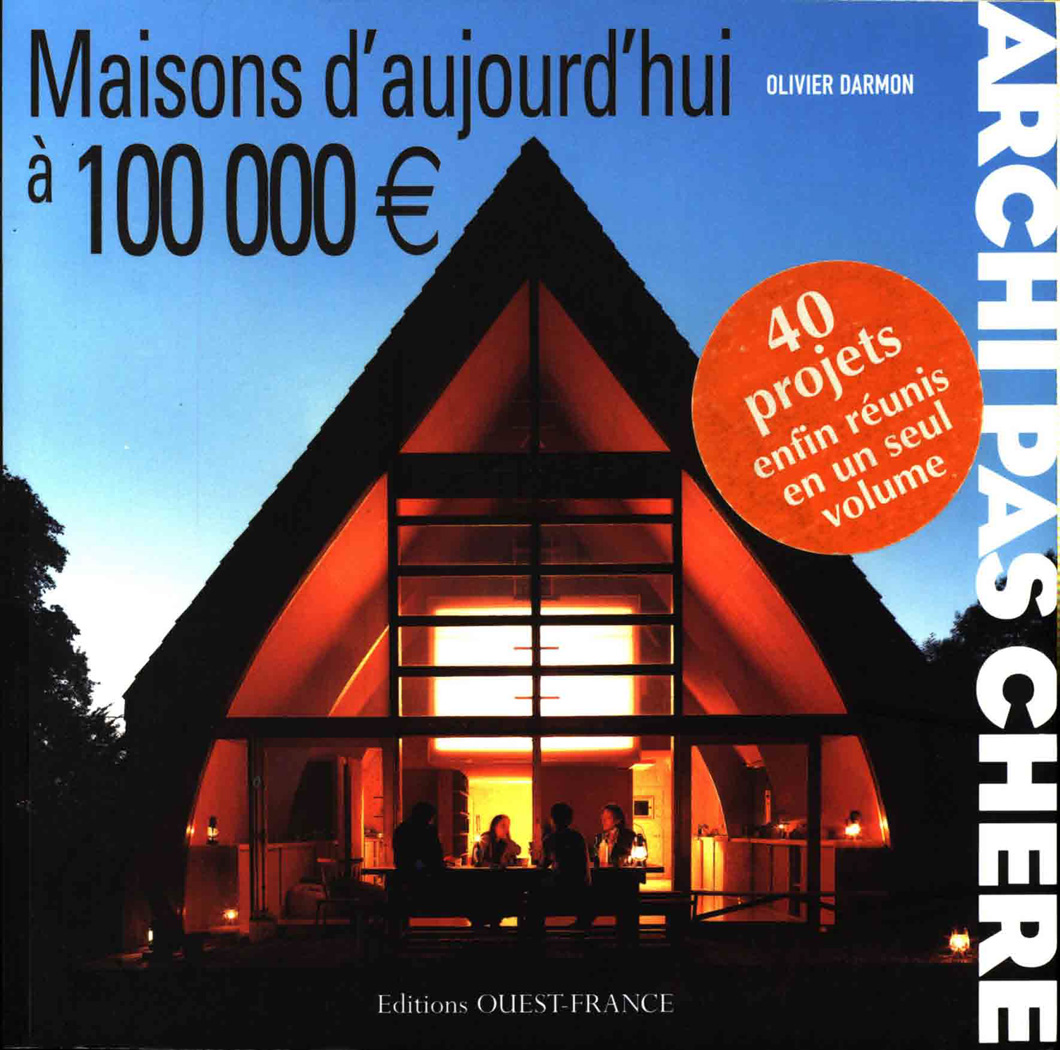 Maisons d'aujourd'hui
à 100 000 €
OLIVIER DARMON
40
projets
enfin réunis
en un seul
volume
ARCHI PAS CHERE
Editions OUEST-FRANCE